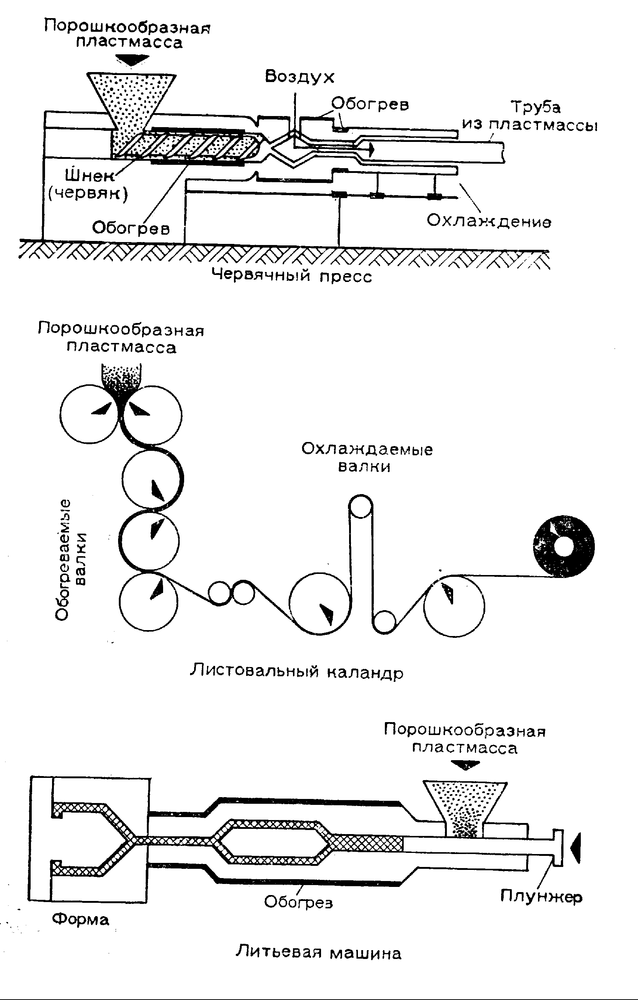 Порошкообразная
пластмасса
Воздух
Обогрев
Труба
из пластмассы
Шнек
(червяк)
Обогрев
Охлаждение
Червячный пресс
Порошкообразная
пластмасса
Охлаждаемые
валки
Обогреваемые
валки
Листовальный каландр
Порошкообразная
пластмасса
Обогрез
Плунжер
Форма
Литьевая машина